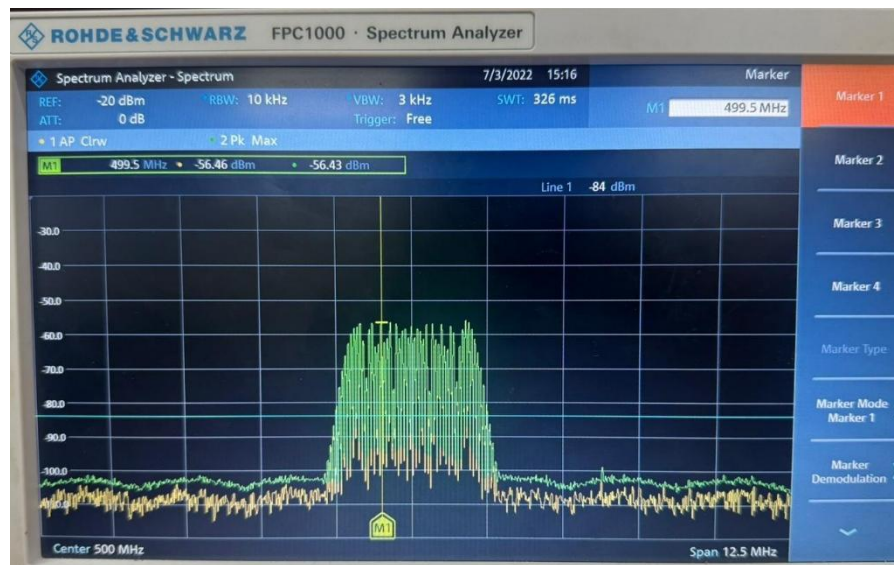 ROHDE & SCHWARZ FPC1000 · Spectrum Analyzer
Spectrum Analyzer - Spectrum 7/3/2022 15:16 Marker
REF: -20 dBm RBW: 10 kHz VBW: 3 kHz SWT: 326 ms M1 499.5 MHz
ATT: 0 dB Trigger: Free
1 AP Clrw 2 Pk Max
M1 499.5 MHz -56.46 dBm -56.43 dBm
Line 1 -84 dBm
-30.0
-40.0
-50.0
-60.0
-70.0
-80.0
-90.0
-100.0
M1
Center 500 MHz Span 12.5 MHz
Marker 1
Marker 2
Marker 3
Marker 4
Marker Type
Marker Mode
Marker 1
Marker
Demodulation